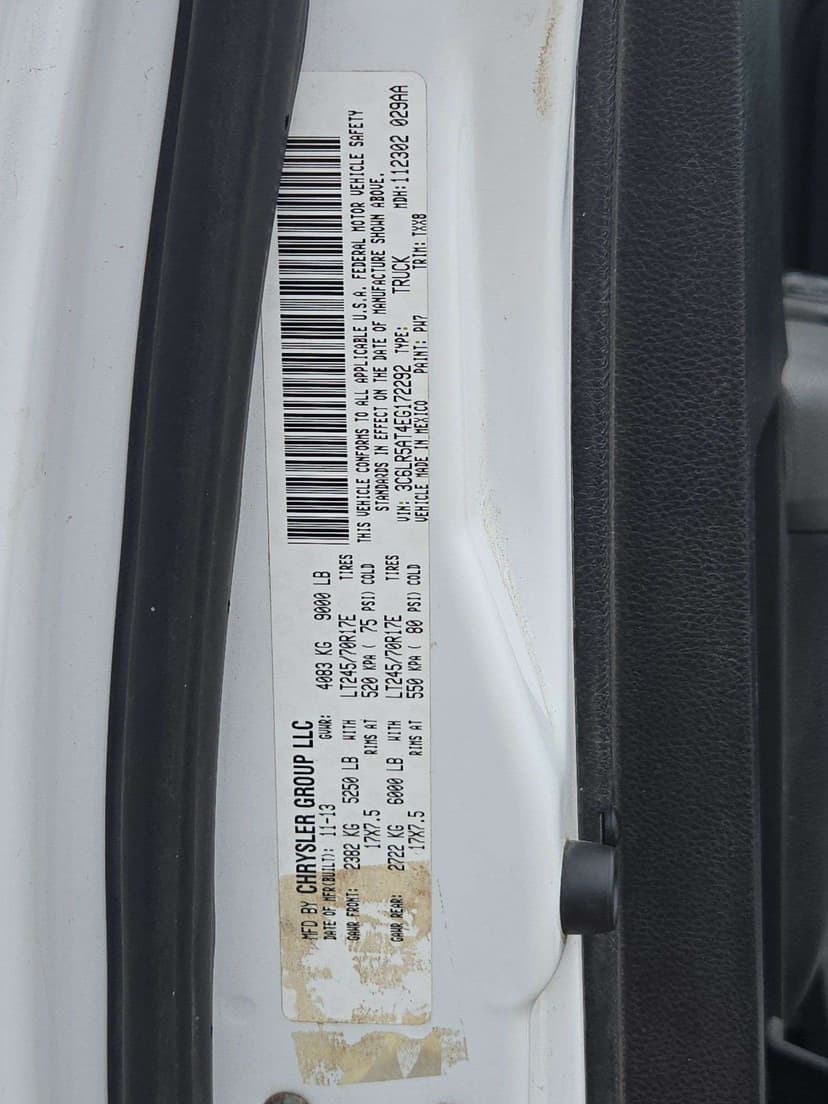 MFD BY CHRYSLER GROUP LLC
DATE OF MFR(BUILT): 11-13 GVWR: 4083 KG 9000 LB
GAWR FRONT: 2382 KG 5250 LB WITH LT245/70R17E TIRES
17X7.5 RIMS AT 520 KPA ( 75 PSI) COLD
GAWR REAR: 2722 KG 6000 LB WITH LT245/70R17E TIRES
17X7.5 RIMS AT 550 KPA ( 80 PSI) COLD
THIS VEHICLE CONFORMS TO ALL APPLICABLE U.S.A. FEDERAL MOTOR VEHICLE SAFETY
STANDARDS IN EFFECT ON THE DATE OF MANUFACTURE SHOWN ABOVE.
VIN: 3C6LR5AT4EG172292 TYPE: TRUCK MDH: 112302 029AA
VEHICLE MADE IN MEXICO PAINT: PW7 TRIM: TXX8